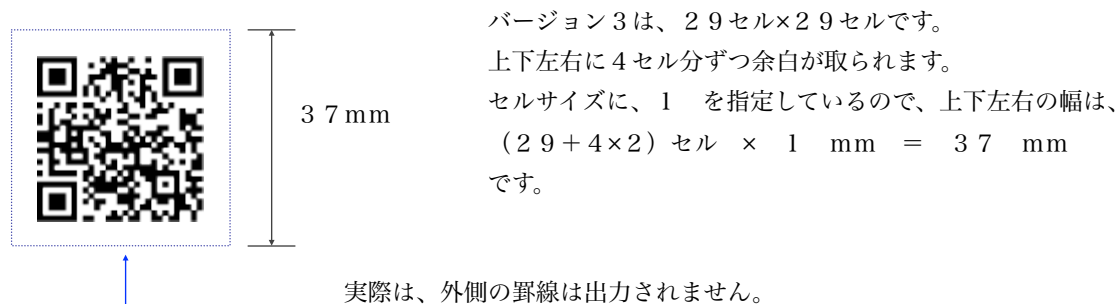 バージョン３は、２９セル×２９セルです。
上下左右に４セル分ずつ余白が取られます。
３７mm
セルサイズに、１　を指定しているので、上下左右の幅は、
（２９＋４×２）セル　×　１　mm　＝　３７　mm
です。
実際は、外側の罫線は出力されません。